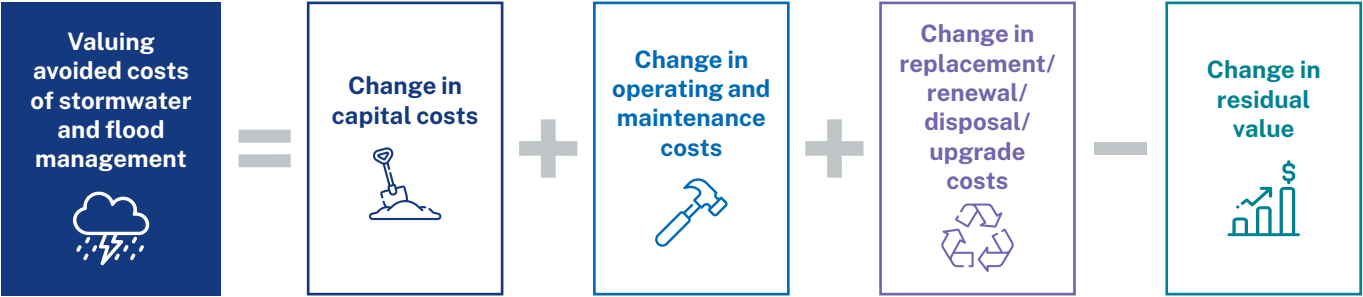 Valuing
avoided costs
of stormwater
and flood
management
=
Change in
capital costs
+
Change in
operating and
maintenance
costs
+
Change in
replacement/
renewal/
disposal/
upgrade
costs
−
Change in
residual
value
$